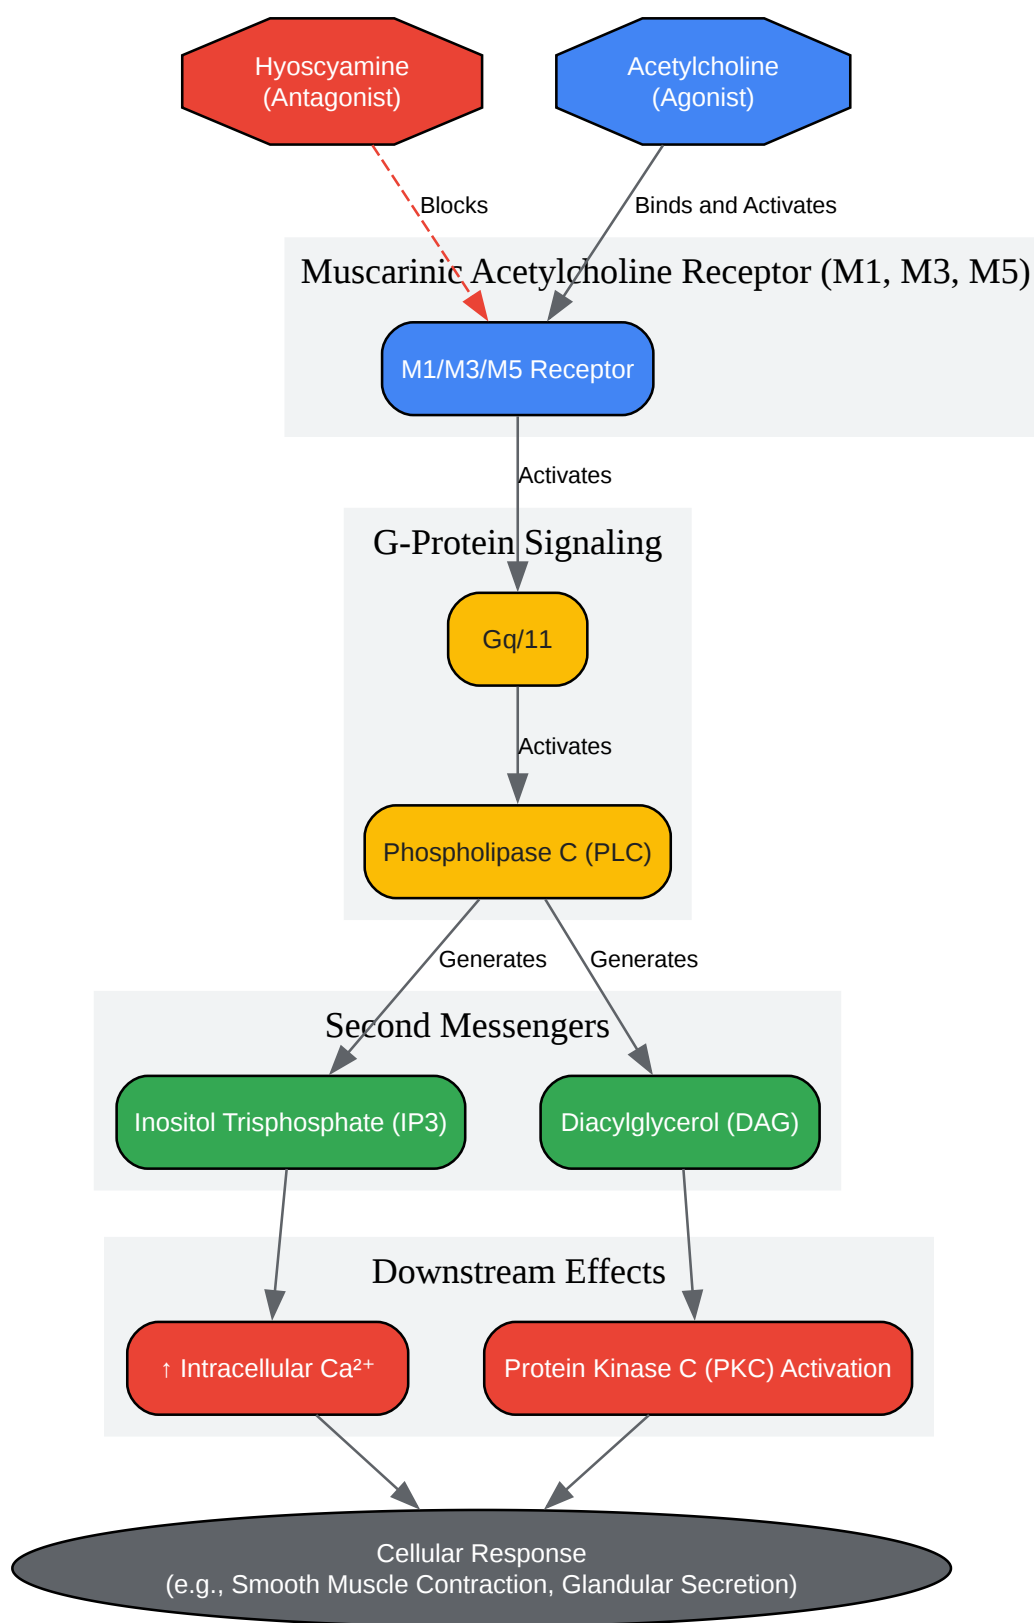 Hyoscyamine
(Antagonist)
Acetylcholine
(Agonist)
Blocks
Binds and Activates
Muscarinic Acetylcholine Receptor (M1, M3, M5)
M1/M3/M5 Receptor
Activates
G-Protein Signaling
Gq/11
Activates
Phospholipase C (PLC)
Generates
Generates
Second Messengers
Inositol Trisphosphate (IP3)
Diacylglycerol (DAG)
Downstream Effects
↑ Intracellular Ca²⁺
Protein Kinase C (PKC) Activation
Cellular Response
(e.g., Smooth Muscle Contraction, Glandular Secretion)